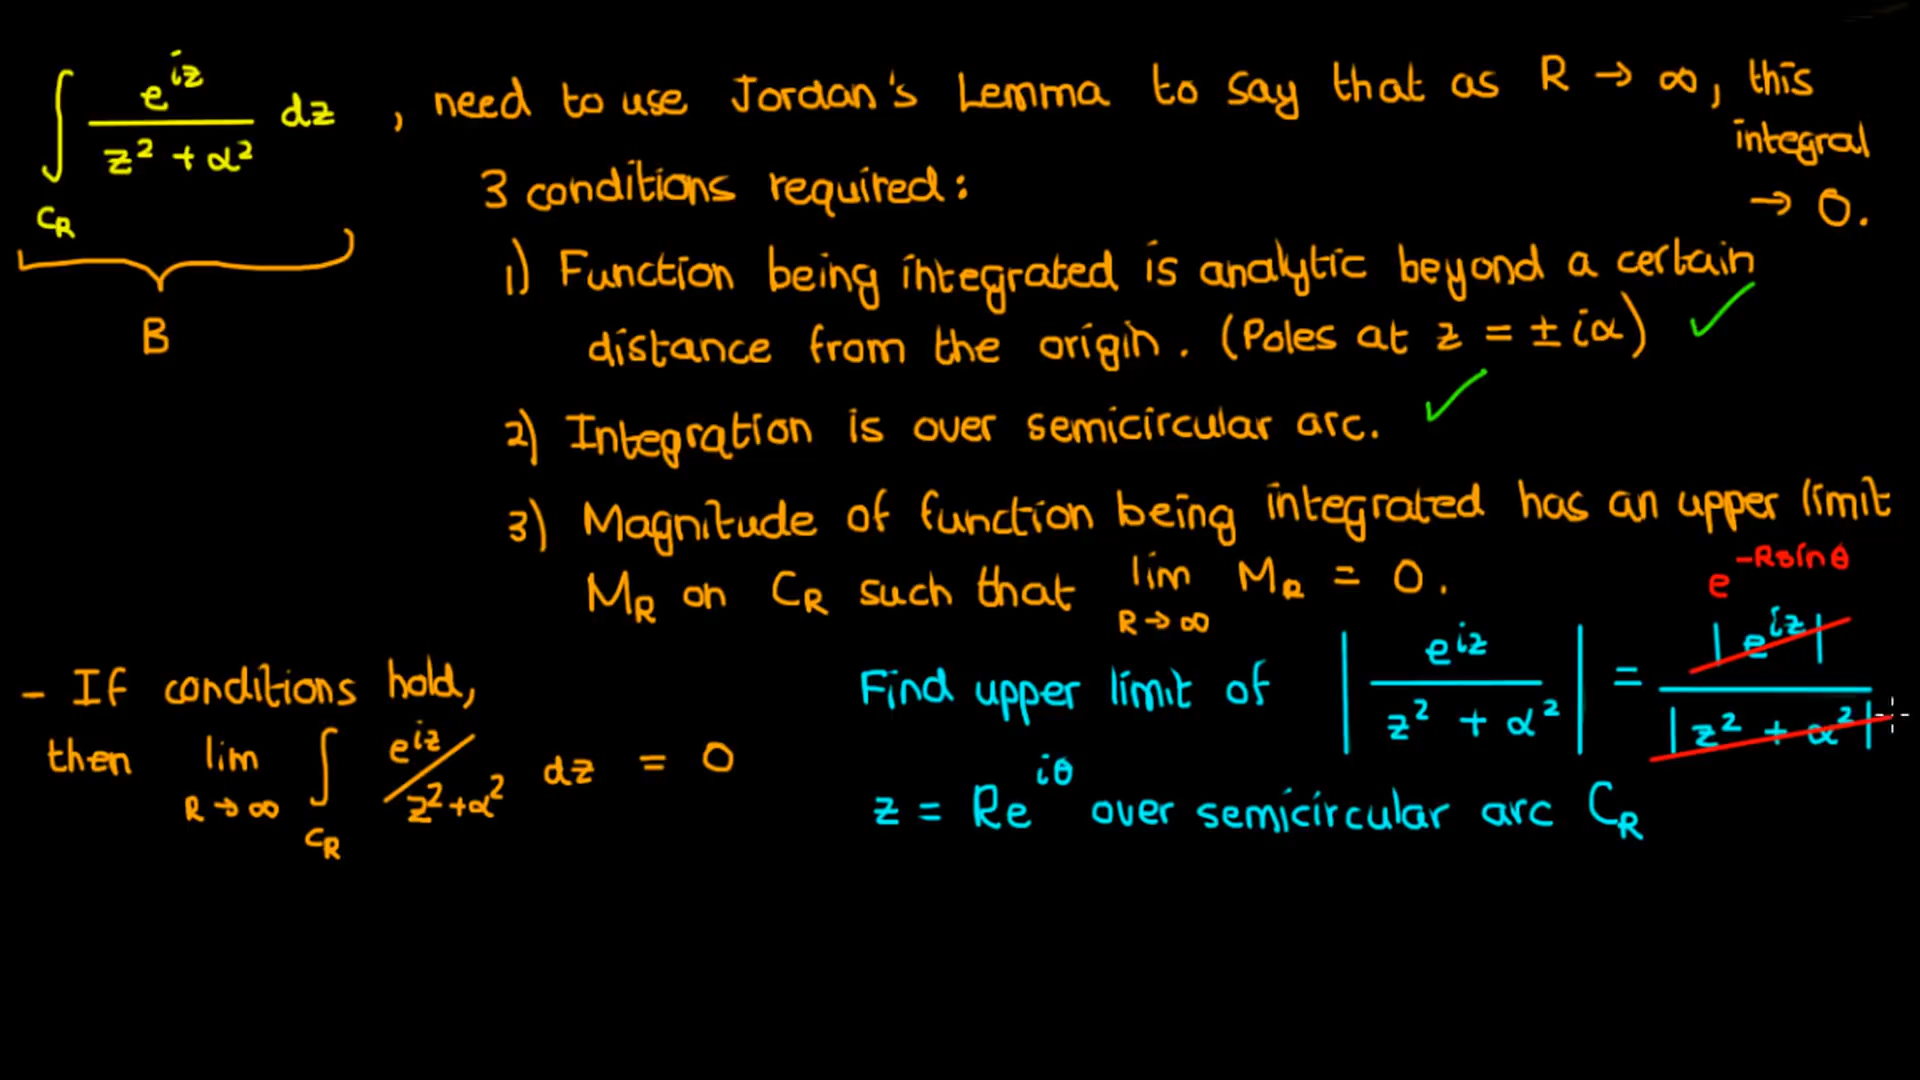 ∫_{C_R} e^{iz} / (z² + α²) dz , need to use Jordan's Lemma to say that as R → ∞, this
integral
→ 0.
B
3 conditions required:
1) Function being integrated is analytic beyond a certain
distance from the origin. (Poles at z = ± iα) ✓
2) Integration is over semicircular arc. ✓
3) Magnitude of function being integrated has an upper limit
M_R on C_R such that lim_{R → ∞} M_R = 0.
- If conditions hold,
then lim_{R → ∞} ∫_{C_R} e^{iz} / z² + α² dz = 0
Find upper limit of | e^{iz} / (z² + α²) | = |e^{iz}| / |z² + α²|
e^{-R sin θ}
z = Re^{iθ} over semicircular arc C_R